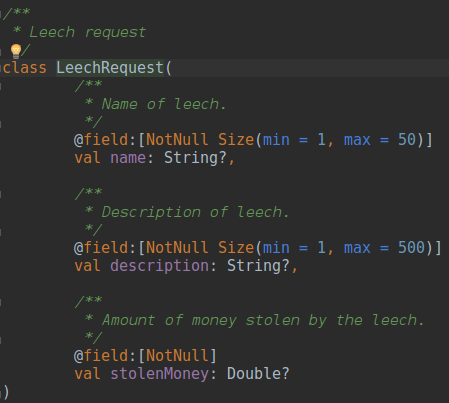 /**
 * Leech request
 */
class LeechRequest(
        /**
         * Name of leech.
         */
        @field:[NotNull Size(min = 1, max = 50)]
        val name: String?,

        /**
         * Description of leech.
         */
        @field:[NotNull Size(min = 1, max = 500)]
        val description: String?,

        /**
         * Amount of money stolen by the leech.
         */
        @field:[NotNull]
        val stolenMoney: Double?
)